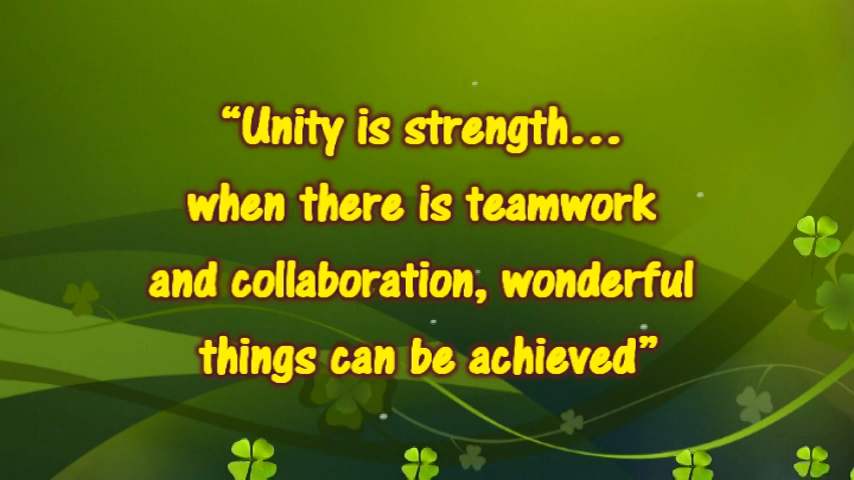 “Unity is strength...
when there is teamwork
and collaboration, wonderful
things can be achieved”